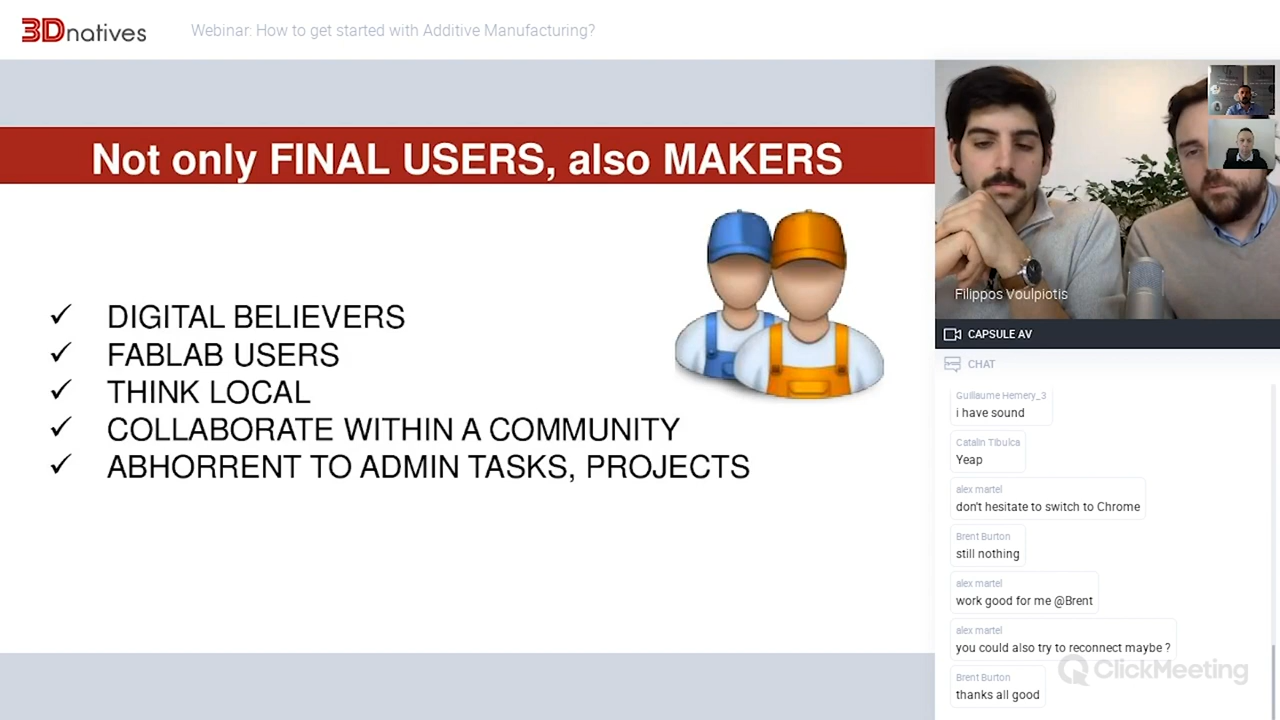 3Dnatives
Webinar: How to get started with Additive Manufacturing?
Not only FINAL USERS, also MAKERS
✓ DIGITAL BELIEVERS
✓ FABLAB USERS
✓ THINK LOCAL
✓ COLLABORATE WITHIN A COMMUNITY
✓ ABHORRENT TO ADMIN TASKS, PROJECTS
Filippos Voulpiotis
CAPSULE AV
CHAT
Guillaume Hemery_3
i have sound
Catalin Tibulca
Yeap
alex martel
don't hesitate to switch to Chrome
Brent Burton
still nothing
alex martel
work good for me @Brent
alex martel
you could also try to reconnect maybe ?
ClickMeeting
Brent Burton
thanks all good